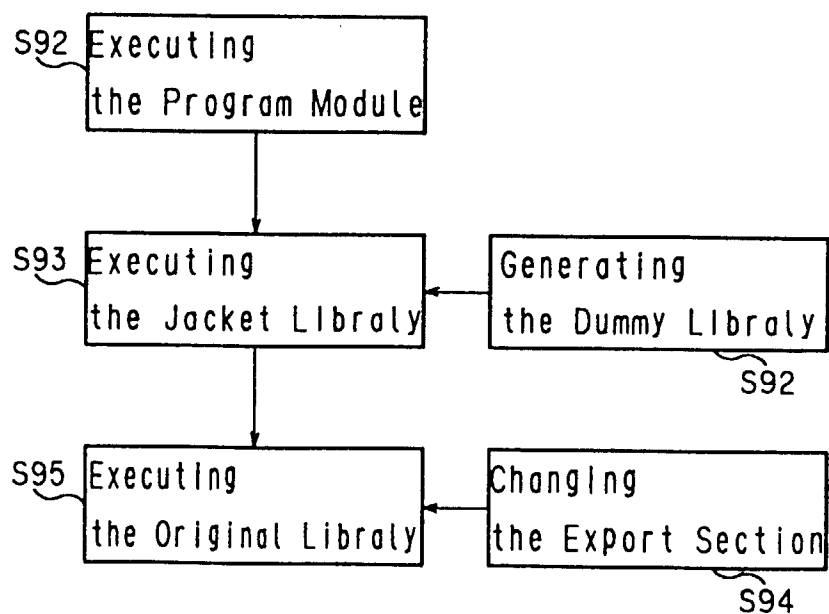 S92
Executing
the Program Module
S93
Executing
the Jacket Libraly
Generating
the Dummy Libraly
S92
S95
Executing
the Original Libraly
Changing
the Export Section
S94